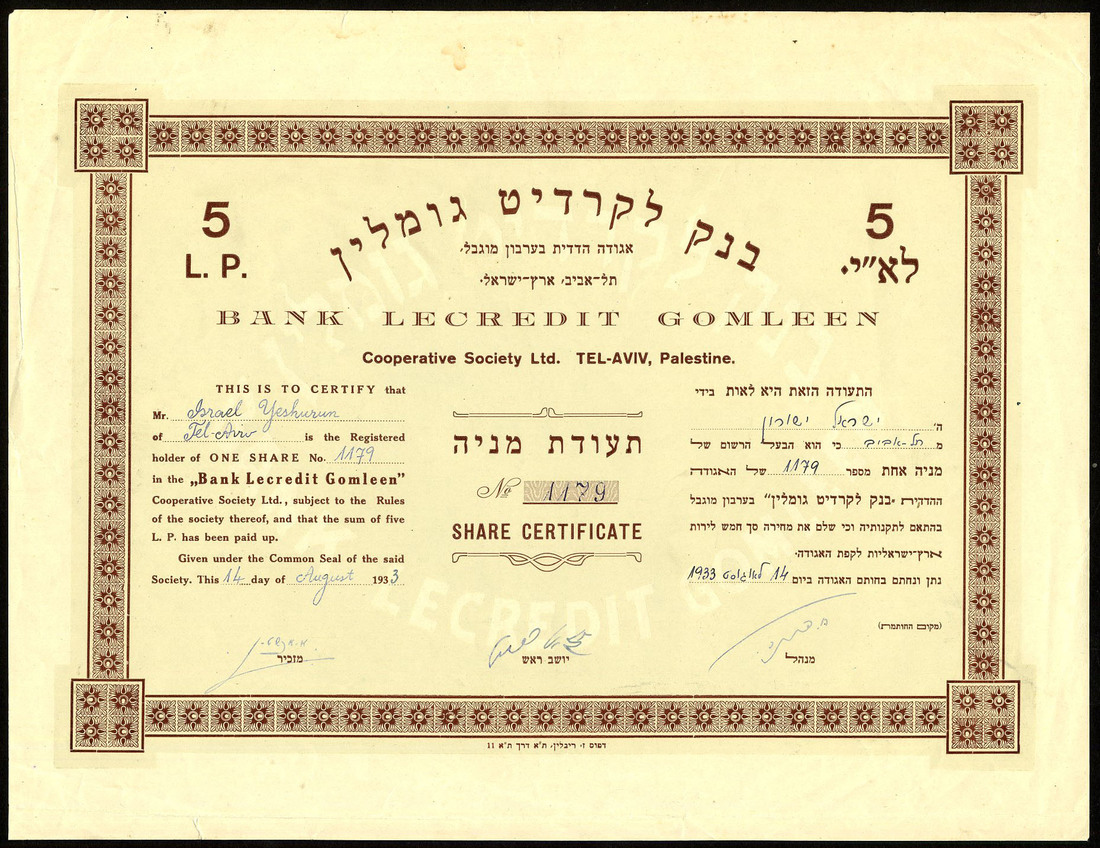 5
L. P.
בנק לקרדיט גומלין
5
לא"י.
אגודה הדדית בערבון מוגבל,
תל-אביב, ארץ-ישראל.
BANK LECREDIT GOMLEEN
Cooperative Society Ltd. TEL-AVIV, Palestine.
THIS IS TO CERTIFY that
Mr. Israel Yeshurun
of Tel-Aviv is the Registered
holder of ONE SHARE No. 1179
in the „Bank Lecredit Gomleen"
Cooperative Society Ltd., subject to the Rules
of the society thereof, and that the sum of five
L. P. has been paid up.
Given under the Common Seal of the said
Society. This 14 day of August 1933
תעודת מניה
No 1179
SHARE CERTIFICATE
התעודה הזאת היא לאות בידי
ה' ישראל ישורון
מ תל-אביב כי הוא הבעל הרשום של
מניה אחת מספר 1179 של האגודה
ההדדית „בנק לקרדיט גומלין" בערבון מוגבל
בהתאם לתקנותיה וכי שלם את מחירה סך חמש לירות
ארץ-ישראליות לקפת האגודה.
נתן ונחתם בחותם האגודה ביום 14 לאוגוסט 1933
(מקום החותמת)
מזכיר
יושב ראש
מנהל
דפוס ז. ריבלין, ת"א דרך ת"א 11
LECREDIT GOM